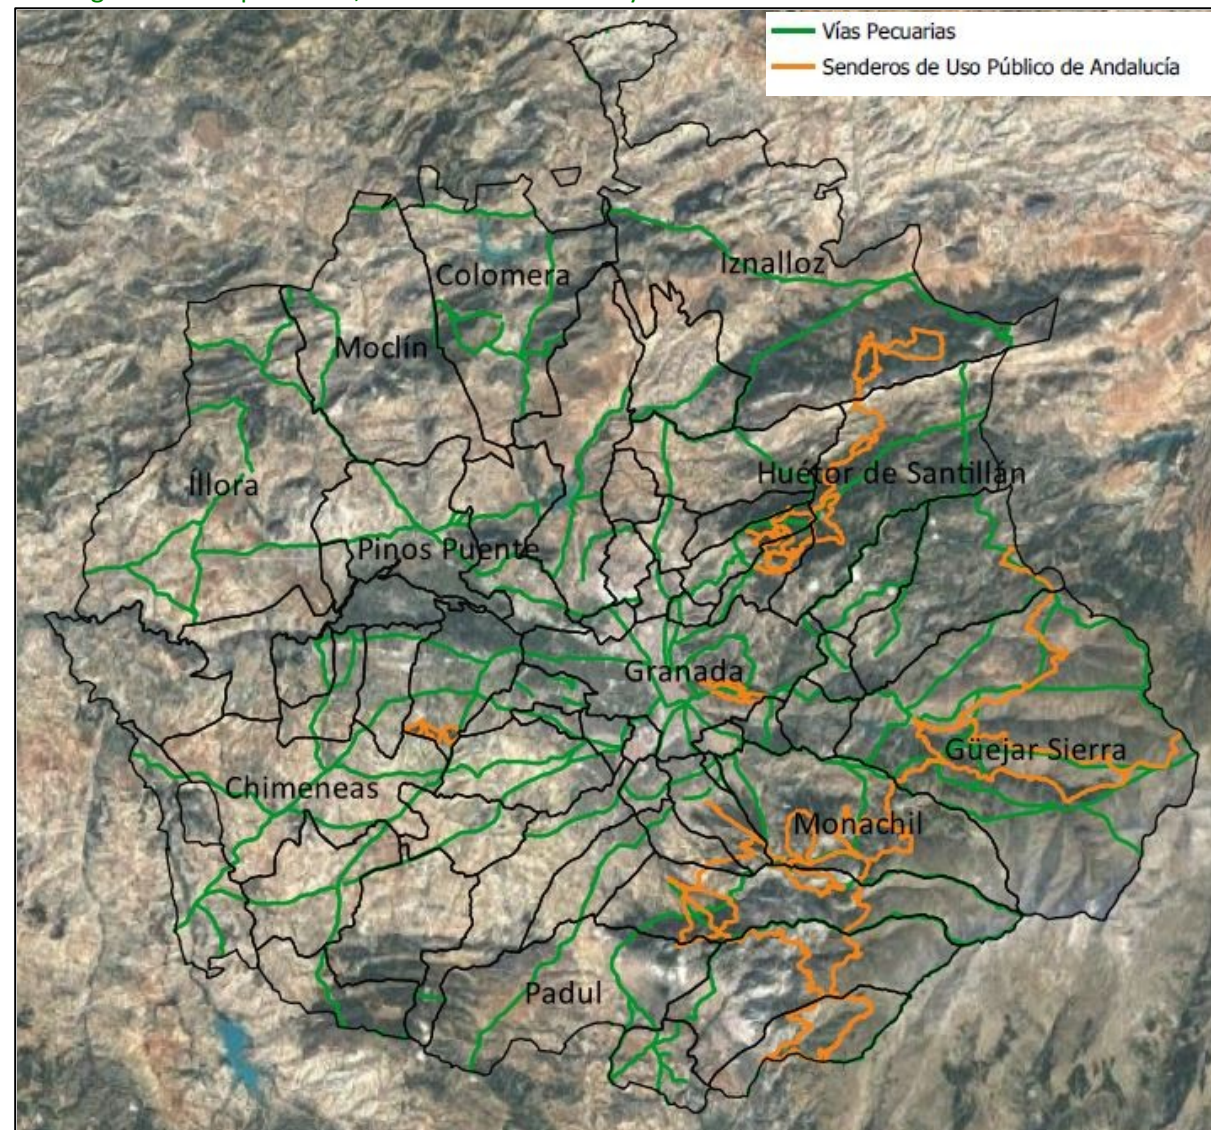 Vías Pecuarias
Senderos de Uso Público de Andalucía
Iznalloz
Colomera
Moclín
Huétor de Santillán
Íllora
Pinos Puente
Granada
Güejar Sierra
Chimeneas
Monachil
Padul